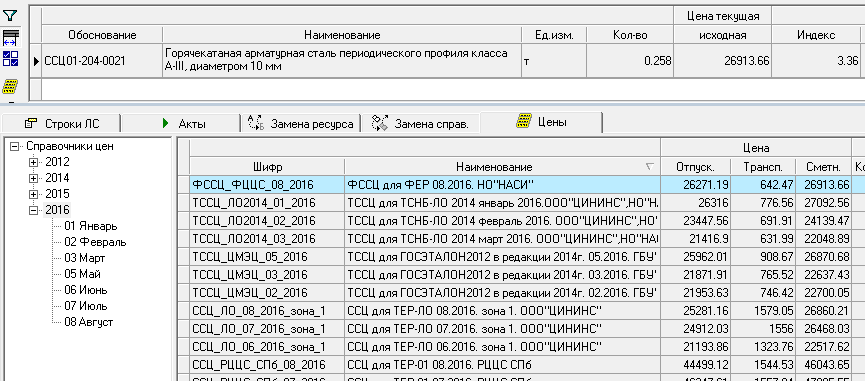 Цена текущая
Обоснование Наименование Ед.изм. Кол-во исходная Индекс
ССЦ01-204-0021 Горячекатаная арматурная сталь периодического профиля класса т 0.258 26913.66 3.36
А-III, диаметром 10 мм
Строки ЛС Акты Замена ресурса Замена справ. Цены
Справочники цен
2012
2014
2015
2016
01 Январь
02 Февраль
03 Март
05 Май
06 Июнь
07 Июль
08 Август
Цена
Шифр Наименование Отпуск. Трансп. Сметн.
ФССЦ_ФЦЦС_08_2016 ФССЦ для ФЕР 08.2016. НО"НАСИ" 26271.19 642.47 26913.66
ТССЦ_ЛО2014_01_2016 ТССЦ для ТСНБ-ЛО 2014 январь 2016.ООО"ЦИНИНС",НО"Н 26316 776.56 27092.56
ТССЦ_ЛО2014_02_2016 ТССЦ для ТСНБ-ЛО 2014 февраль 2016. ООО"ЦИНИНС",НО" 23447.56 691.91 24139.47
ТССЦ_ЛО2014_03_2016 ТССЦ для ТСНБ-ЛО 2014 март 2016. ООО"ЦИНИНС",НО"НА 21416.9 631.99 22048.89
ТССЦ_ЦМЭЦ_05_2016 ТССЦ для ГОСЭТАЛОН2012 в редакции 2014г. 05.2016. ГБУ" 25962.01 908.67 26870.68
ТССЦ_ЦМЭЦ_03_2016 ТССЦ для ГОСЭТАЛОН2012 в редакции 2014г. 03.2016. ГБУ" 21871.91 765.52 22637.43
ТССЦ_ЦМЭЦ_02_2016 ТССЦ для ГОСЭТАЛОН2012 в редакции 2014г. 02.2016. ГБУ" 21953.63 746.42 22700.05
ССЦ_ЛО_08_2016_зона_1 ССЦ для ТЕР-ЛО 08.2016. зона 1. ООО"ЦИНИНС" 25281.16 1579.05 26860.21
ССЦ_ЛО_07_2016_зона_1 ССЦ для ТЕР-ЛО 07.2016. зона 1. ООО"ЦИНИНС" 24912.03 1556 26468.03
ССЦ_ЛО_06_2016_зона_1 ССЦ для ТЕР-ЛО 06.2016. зона 1. ООО"ЦИНИНС" 21193.86 1323.76 22517.62
ССЦ_РЦЦС_СПб_08_2016 ССЦ для ТЕР-01 08.2016. РЦЦС СПб 44499.12 1544.53 46043.65